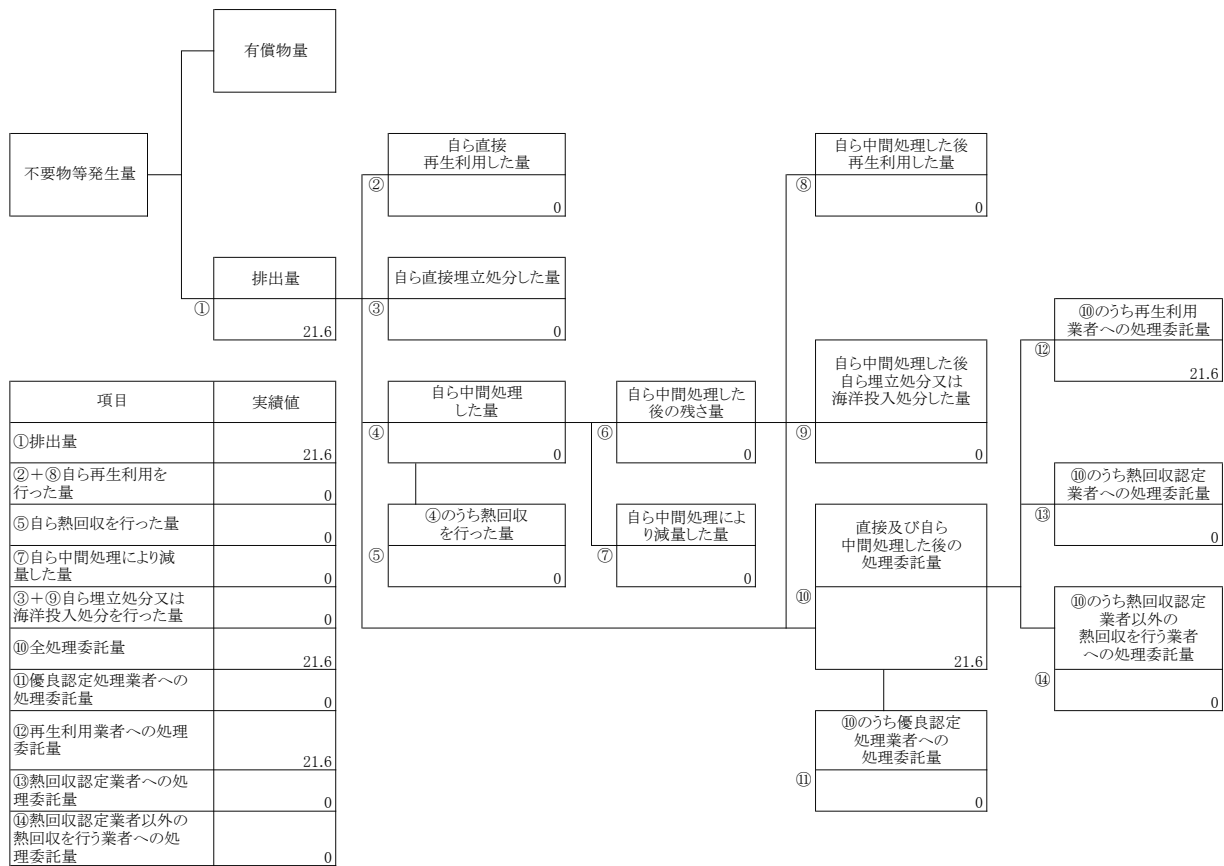 有償物量
不要物等発生量
自ら直接
再生利用した量
②
0
自ら中間処理した後
再生利用した量
⑧
0
排出量
①
21.6
自ら直接埋立処分した量
③
0
⑩のうち再生利用
業者への処理委託量
⑫
21.6
自ら中間処理
した量
④
0
自ら中間処理した
後の残さ量
⑥
0
自ら中間処理した後
自ら埋立処分又は
海洋投入処分した量
⑨
0
⑩のうち熱回収認定
業者への処理委託量
⑬
0
④のうち熱回収
を行った量
⑤
0
自ら中間処理によ
り減量した量
⑦
0
直接及び自ら
中間処理した後の
処理委託量
⑩
21.6
⑩のうち熱回収認定
業者以外の
熱回収を行う業者
への処理委託量
⑭
0
⑩のうち優良認定
処理業者への
処理委託量
⑪
0
項目 実績値
①排出量 21.6
②+⑧自ら再生利用を
行った量 0
⑤自ら熱回収を行った量 0
⑦自ら中間処理により減
量した量 0
③+⑨自ら埋立処分又は
海洋投入処分を行った量 0
⑩全処理委託量 21.6
⑪優良認定処理業者への
処理委託量 0
⑫再生利用業者への処理
委託量 21.6
⑬熱回収認定業者への処
理委託量 0
⑭熱回収認定業者以外の
熱回収を行う業者への処
理委託量 0